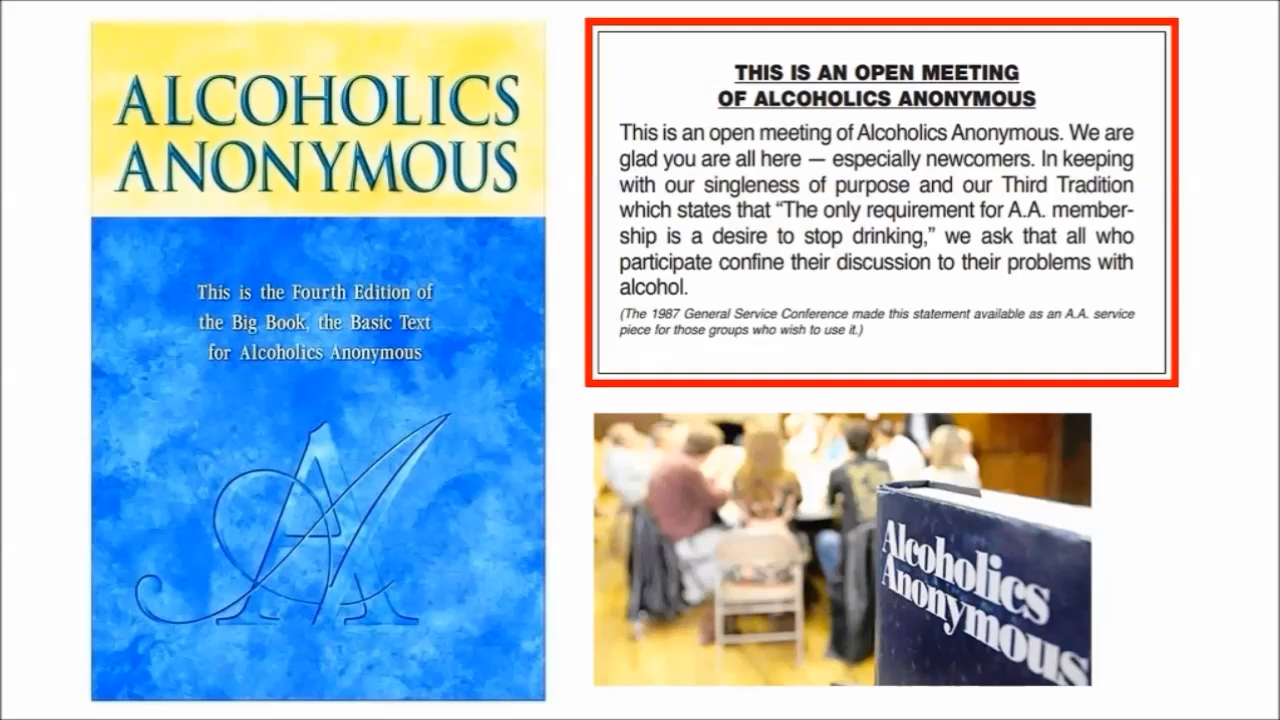 ALCOHOLICS
ANONYMOUS
This is the Fourth Edition of
the Big Book, the Basic Text
for Alcoholics Anonymous
AA
THIS IS AN OPEN MEETING
OF ALCOHOLICS ANONYMOUS
This is an open meeting of Alcoholics Anonymous. We are
glad you are all here — especially newcomers. In keeping
with our singleness of purpose and our Third Tradition
which states that “The only requirement for A.A. member-
ship is a desire to stop drinking,” we ask that all who
participate confine their discussion to their problems with
alcohol.
(The 1987 General Service Conference made this statement available as an A.A. service
piece for those groups who wish to use it.)
Alcoholics
Anonymous